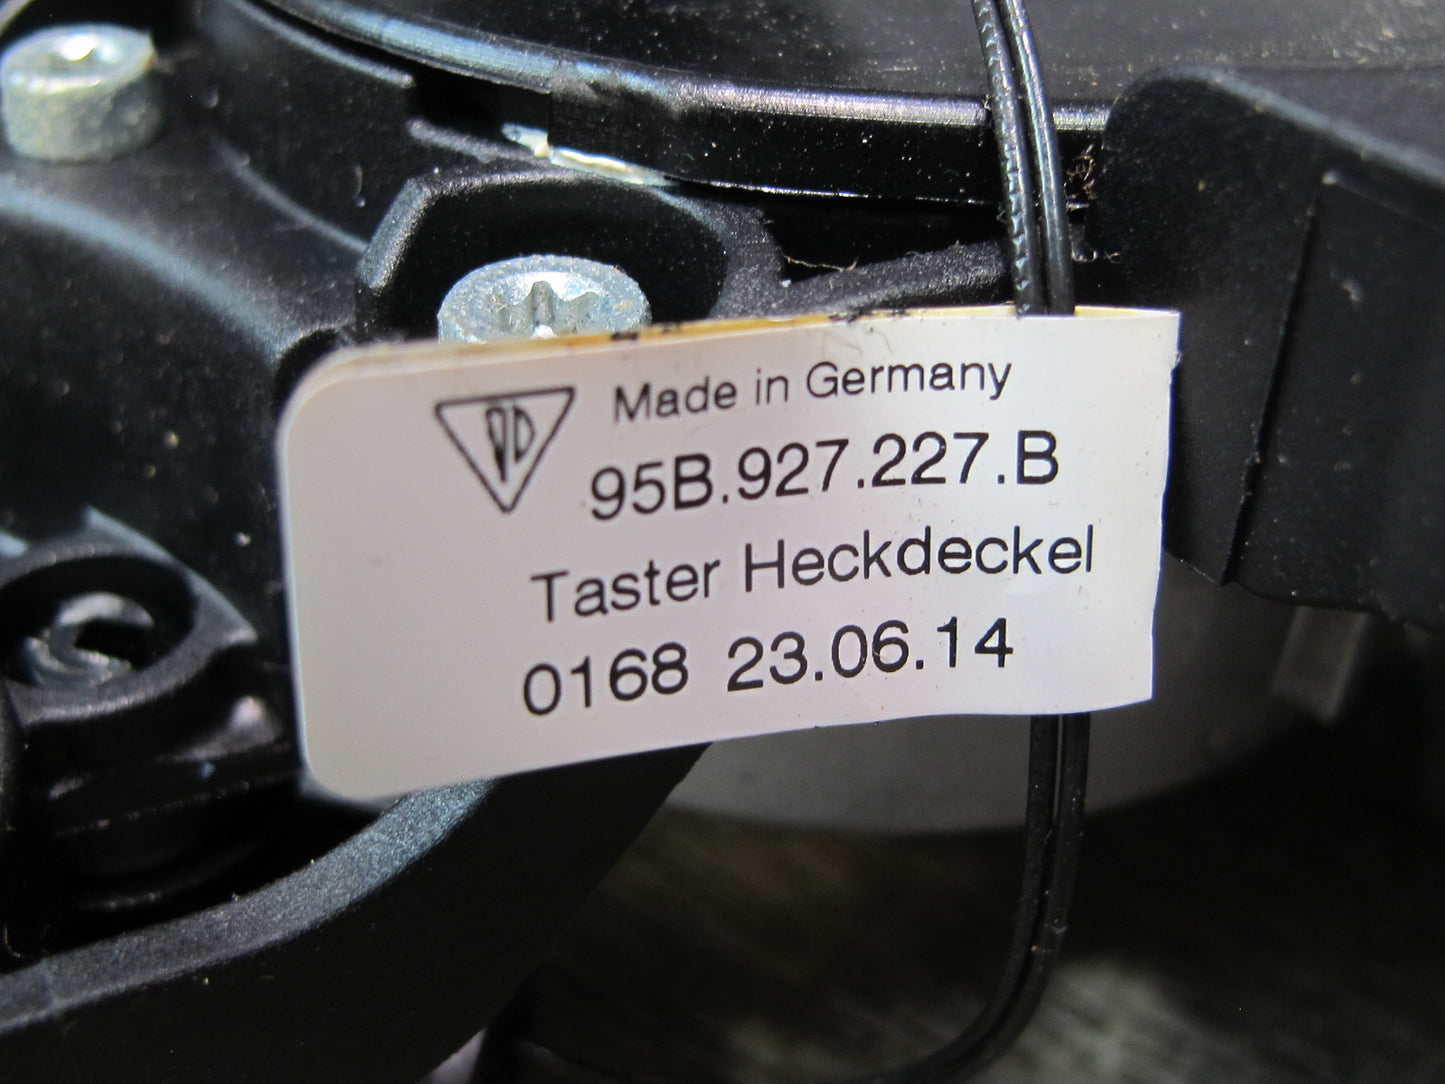 Made in Germany
95B.927.227.B
Taster Heckdeckel
0168 23.06.14